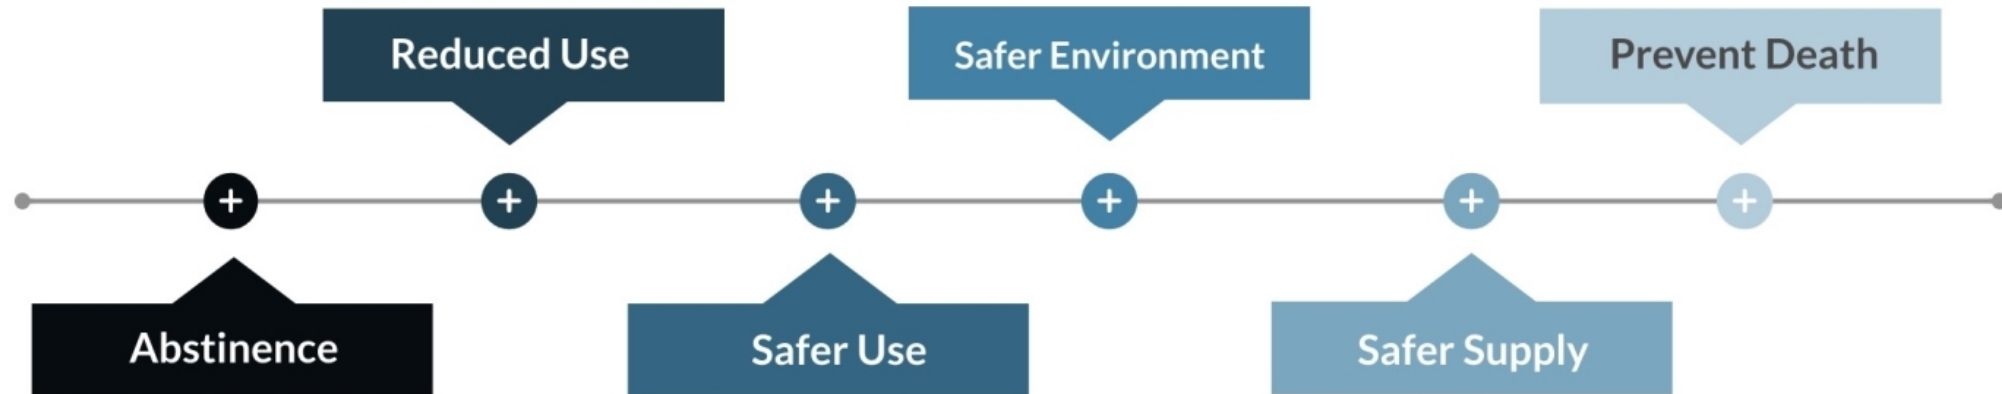 Reduced Use
Safer Environment
Prevent Death
Abstinence
Safer Use
Safer Supply